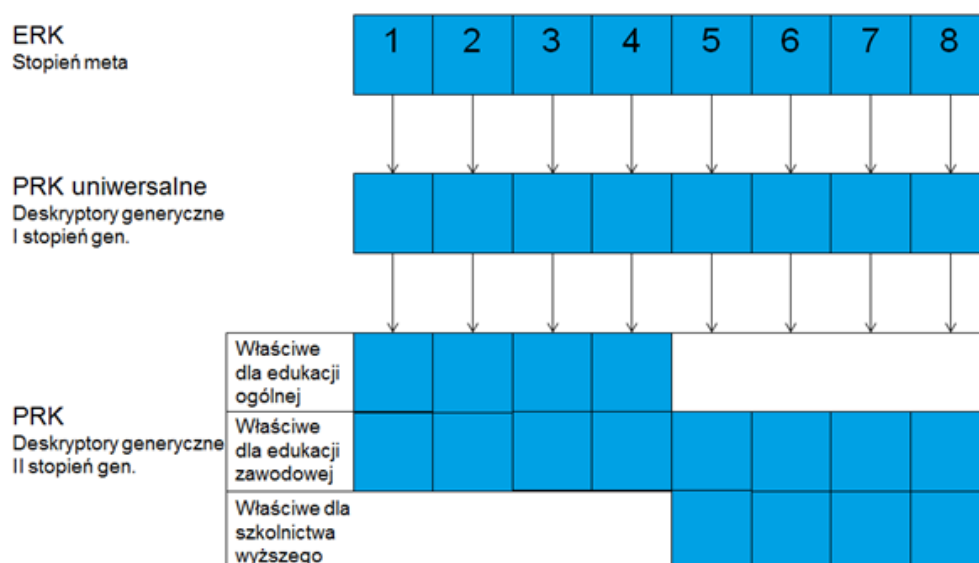 ERK
Stopień meta
1 2 3 4 5 6 7 8
PRK uniwersalne
Deskryptory generyczne
I stopień gen.
PRK
Deskryptory generyczne
II stopień gen.
Właściwe
dla edukacji
ogólnej
Właściwe
dla edukacji
zawodowej
Właściwe dla
szkolnictwa
wyższego